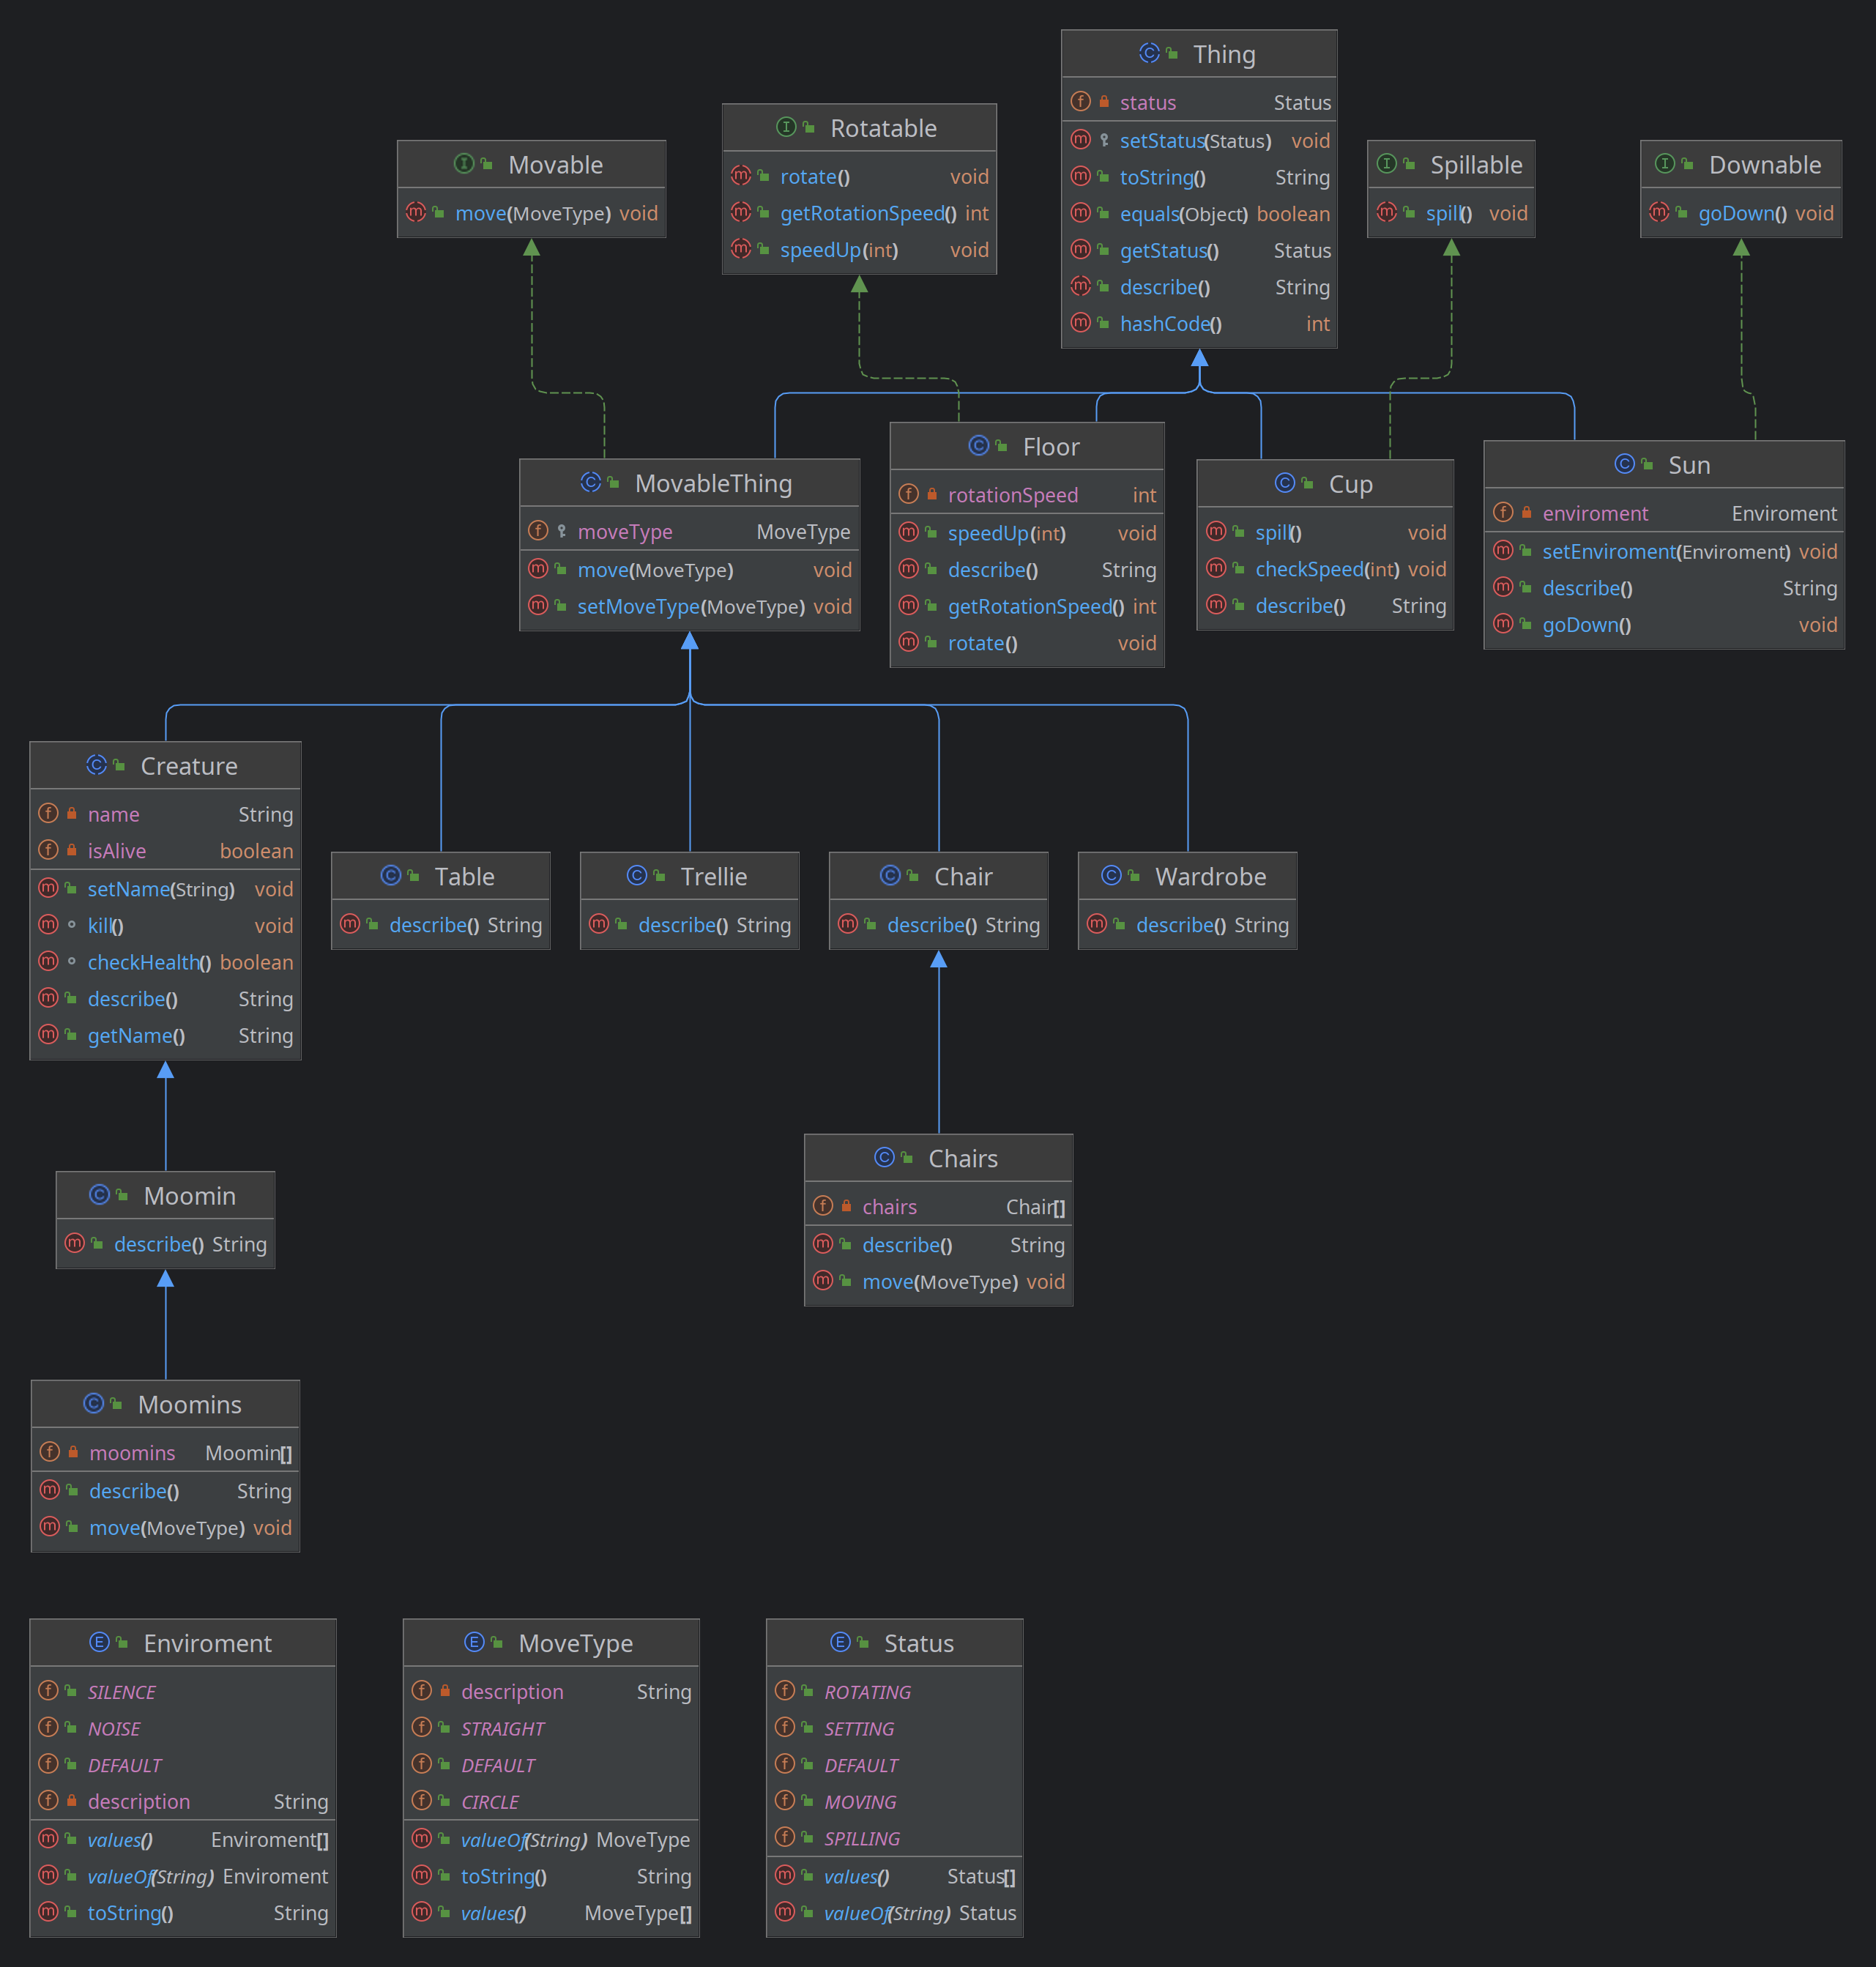 Thing
status Status
setStatus(Status) void
toString() String
equals(Object) boolean
getStatus() Status
describe() String
hashCode() int
Rotatable
rotate() void
getRotationSpeed() int
speedUp(int) void
Movable
move(MoveType) void
Spillable
spill() void
Downable
goDown() void
MovableThing
moveType MoveType
move(MoveType) void
setMoveType(MoveType) void
Floor
rotationSpeed int
speedUp(int) void
describe() String
getRotationSpeed() int
rotate() void
Cup
spill() void
checkSpeed(int) void
describe() String
Sun
enviroment Enviroment
setEnviroment(Enviroment) void
describe() String
goDown() void
Creature
name String
isAlive boolean
setName(String) void
kill() void
checkHealth() boolean
describe() String
getName() String
Table
describe() String
Trellie
describe() String
Chair
describe() String
Wardrobe
describe() String
Moomin
describe() String
Chairs
chairs Chair[]
describe() String
move(MoveType) void
Moomins
moomins Moomin[]
describe() String
move(MoveType) void
Enviroment
SILENCE
NOISE
DEFAULT
description String
values() Enviroment[]
valueOf(String) Enviroment
toString() String
MoveType
description String
STRAIGHT
DEFAULT
CIRCLE
valueOf(String) MoveType
toString() String
values() MoveType[]
Status
ROTATING
SETTING
DEFAULT
MOVING
SPILLING
values() Status[]
valueOf(String) Status